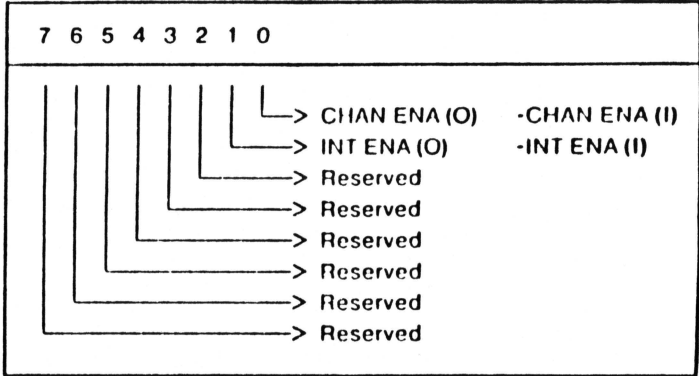 7 6 5 4 3 2 1 0
> CHAN ENA (O) -CHAN ENA (I)
> INT ENA (O) -INT ENA (I)
> Reserved
> Reserved
> Reserved
> Reserved
> Reserved
> Reserved